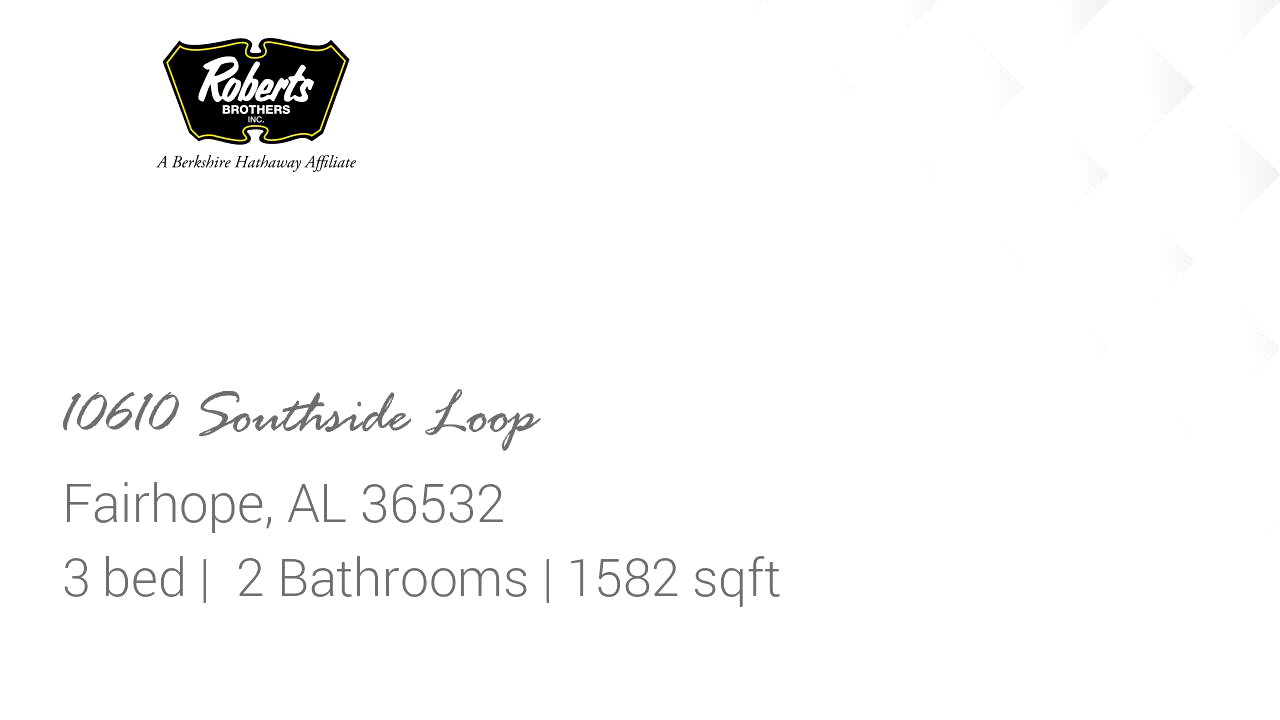 Roberts
BROTHERS
INC.
A Berkshire Hathaway Affiliate
10610 Southside Loop
Fairhope, AL 36532
3 bed | 2 Bathrooms | 1582 sqft